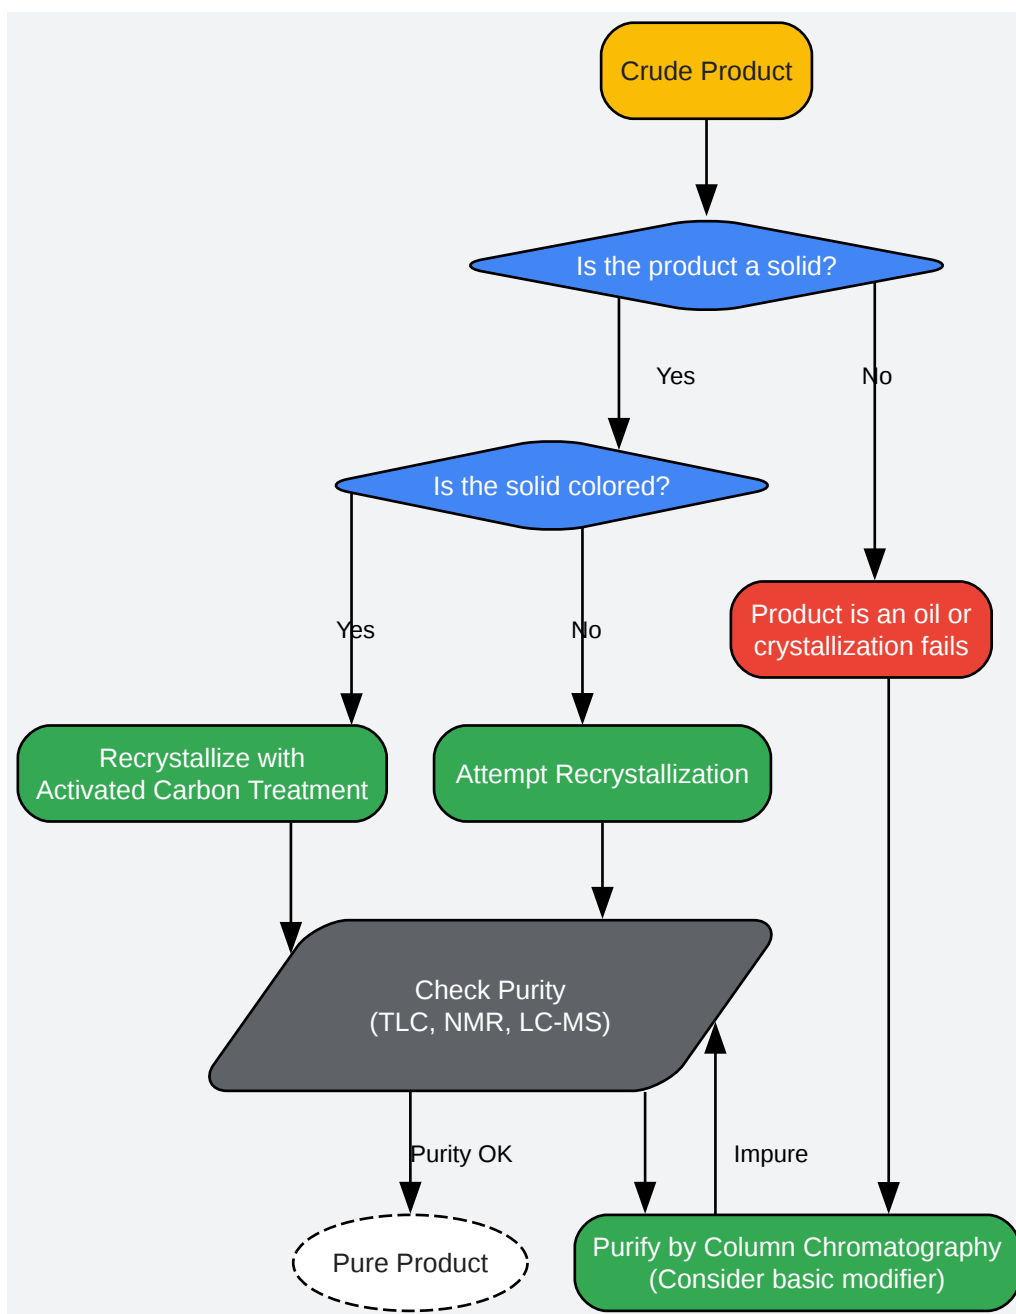 Crude Product
Is the product a solid?
Yes
No
Is the solid colored?
Yes
No
Product is an oil or
crystallization fails
Recrystallize with
Activated Carbon Treatment
Attempt Recrystallization
Check Purity
(TLC, NMR, LC-MS)
Purity OK
Impure
Pure Product
Purify by Column Chromatography
(Consider basic modifier)